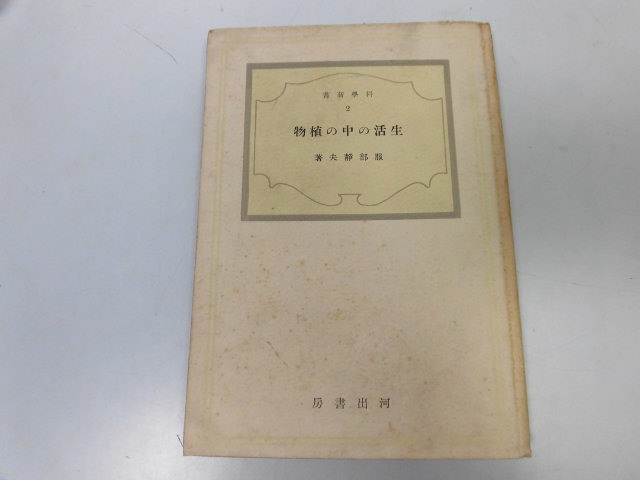 科學新書
2
生活の中の植物
服部靜夫著
河出書房